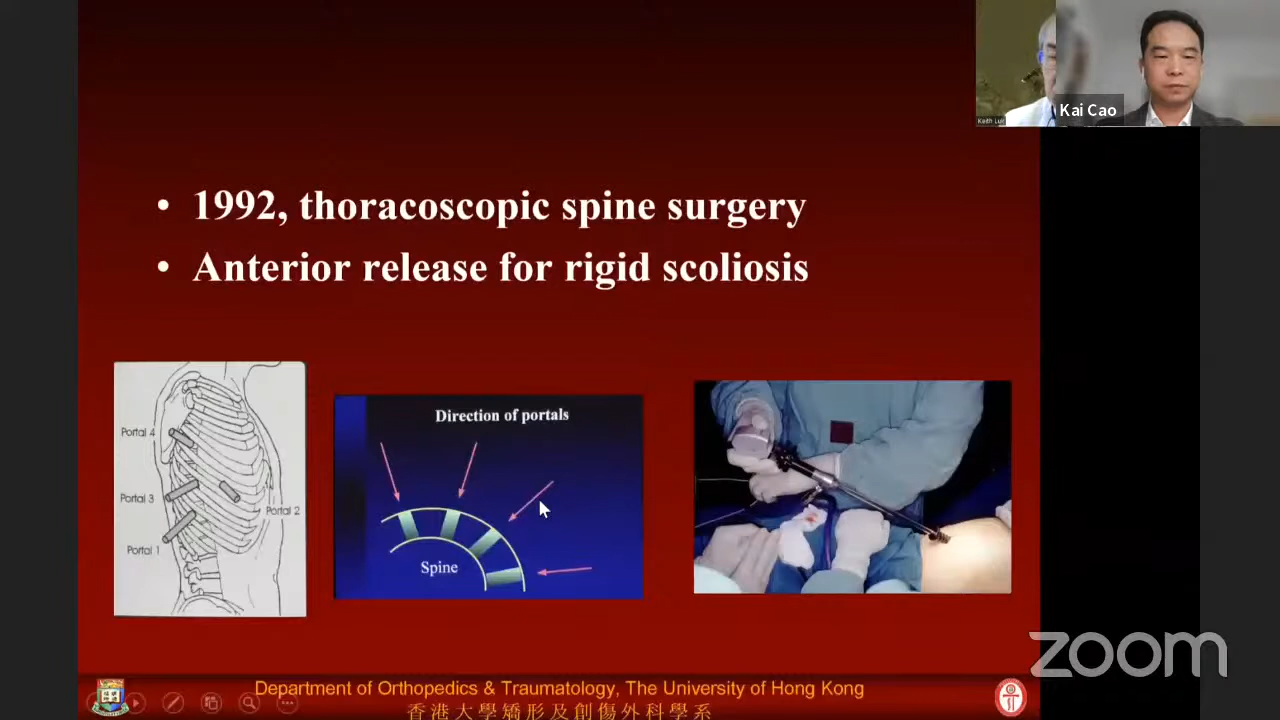 Kai Cao
Keith Luk
• 1992, thoracoscopic spine surgery
• Anterior release for rigid scoliosis
Portal 4
Portal 3
Portal 2
Portal 1
Direction of portals
Spine
zoom
Department of Orthopedics & Traumatology, The University of Hong Kong
香港大學矯形及創傷外科學系